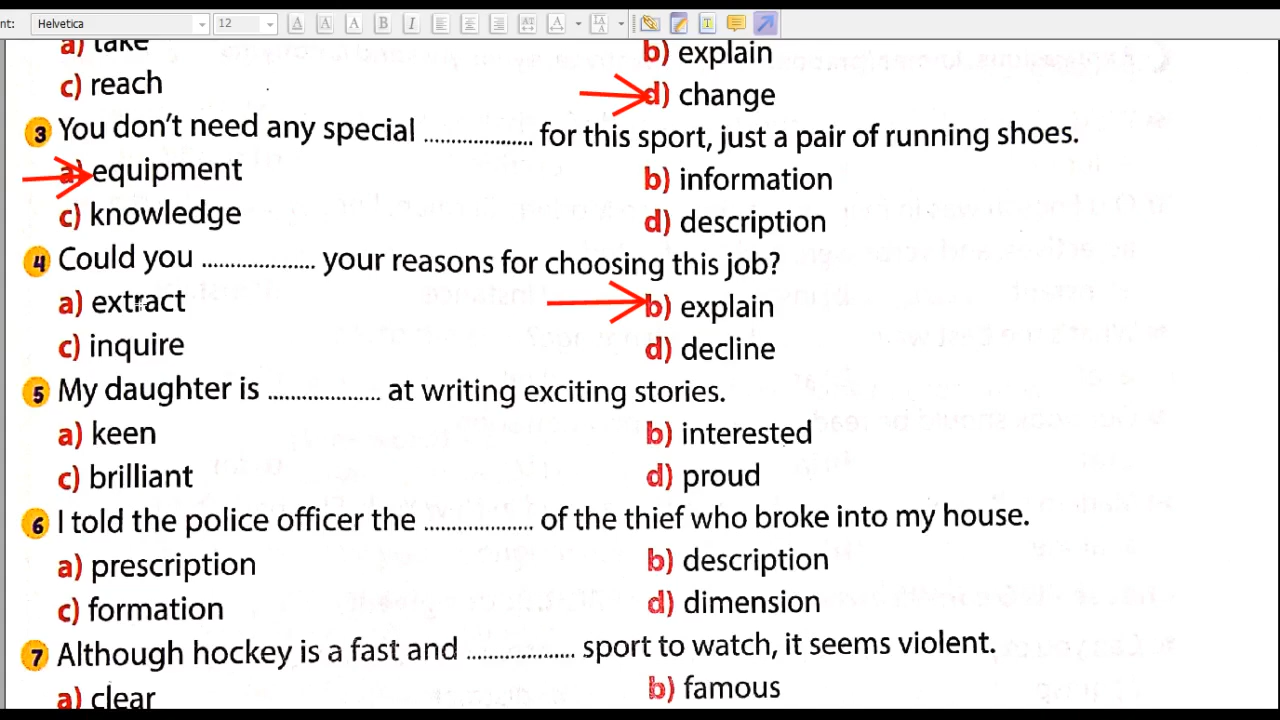 nt: Helvetica 12
a) take b) explain
c) reach d) change
3 You don't need any special ................... for this sport, just a pair of running shoes.
a) equipment b) information
c) knowledge d) description
4 Could you .................... your reasons for choosing this job?
a) extract b) explain
c) inquire d) decline
5 My daughter is .................... at writing exciting stories.
a) keen b) interested
c) brilliant d) proud
6 I told the police officer the ................... of the thief who broke into my house.
a) prescription b) description
c) formation d) dimension
7 Although hockey is a fast and ................... sport to watch, it seems violent.
a) clear b) famous